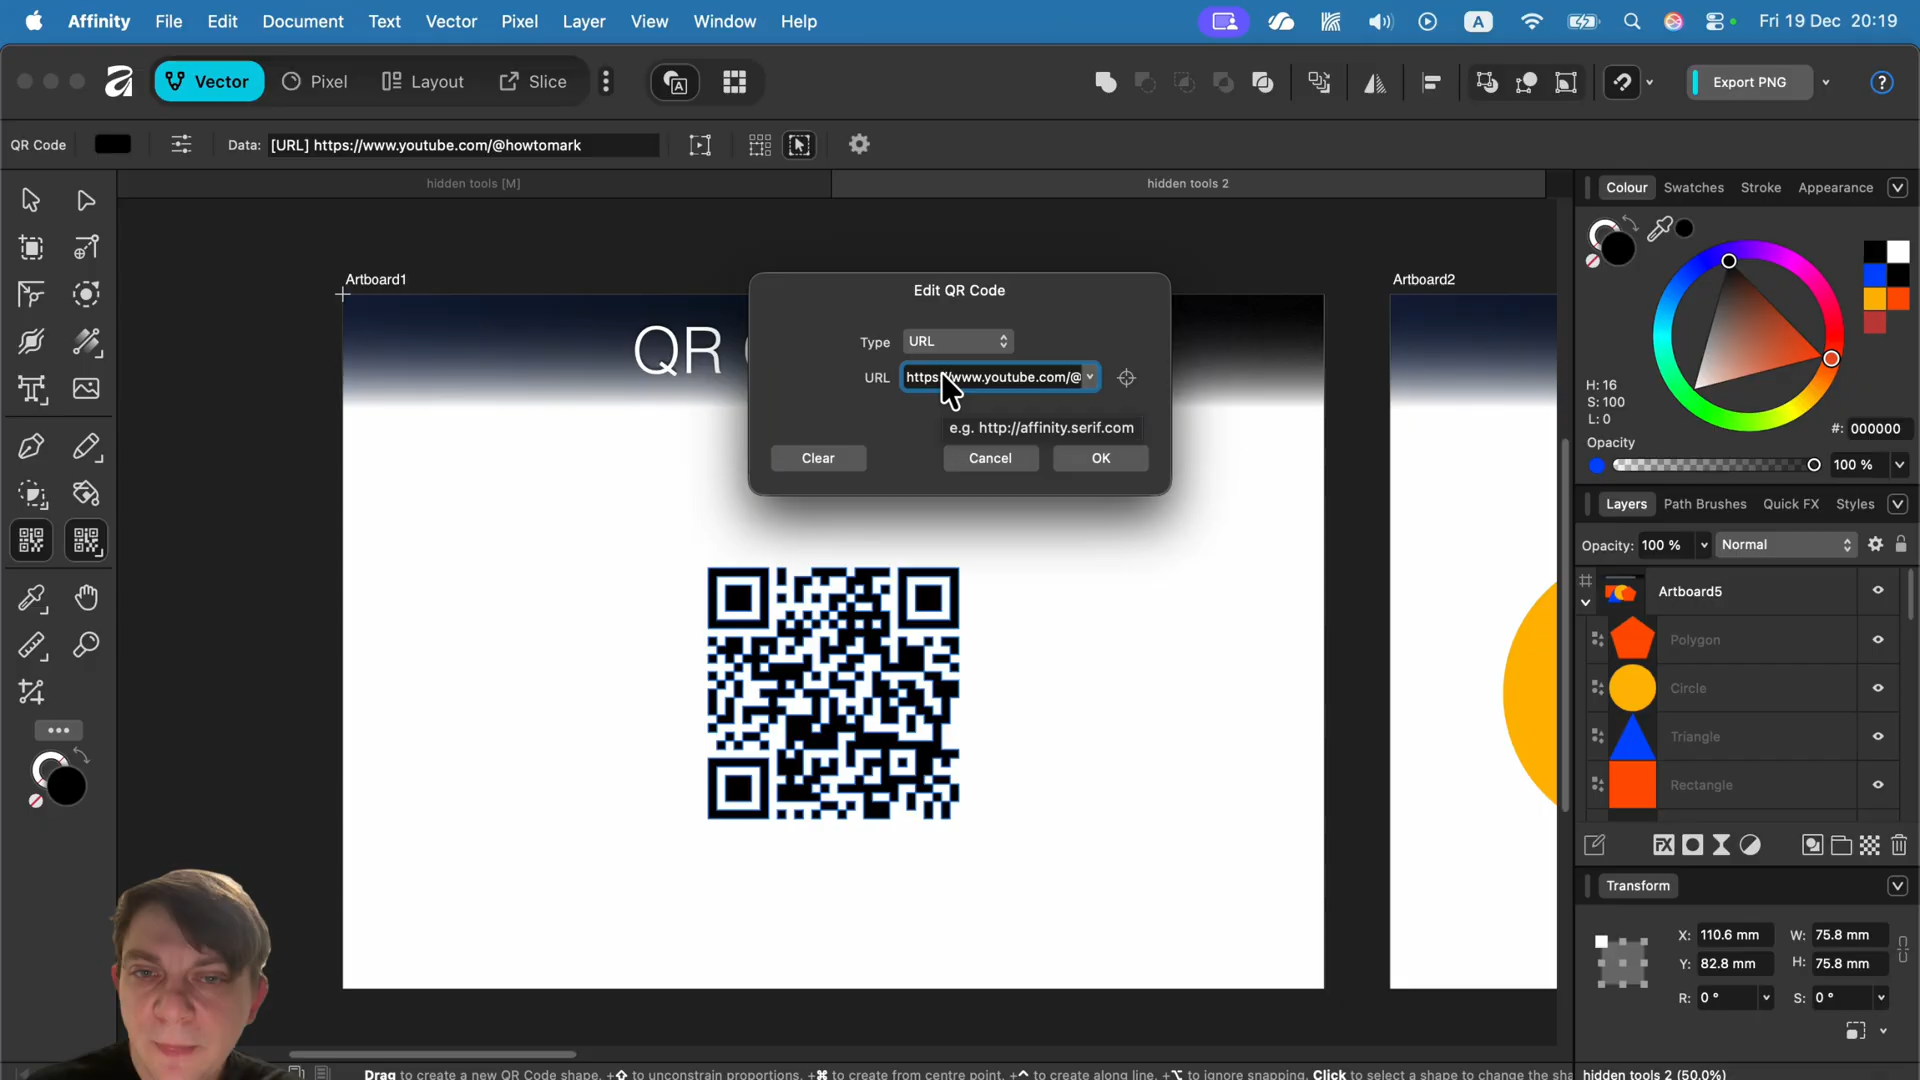 Affinity File Edit Document Text Vector Pixel Layer View Window Help A Fri 19 Dec 20:19
Vector Pixel Layout Slice Export PNG
QR Code Data: [URL] https://www.youtube.com/@howtomark
hidden tools [M] hidden tools 2
Colour Swatches Stroke Appearance
Artboard1
Artboard2
QR
Edit QR Code
Type URL
URL https://www.youtube.com/@
e.g. http://affinity.serif.com
Clear Cancel OK
H: 16
S: 100
L: 0
#: 000000
Opacity
100 %
Layers Path Brushes Quick FX Styles
Opacity: 100 % Normal
Artboard5
Polygon
Circle
Triangle
Rectangle
FX
Transform
X: 110.6 mm W: 75.8 mm
Y: 82.8 mm H: 75.8 mm
R: 0 ° S: 0 °
Drag to create a new QR Code shape. +⇧ to unconstrain proportions. +⌘ to create from centre point. +⌃ to create along line. +⌥ to ignore snapping. Click to select a shape to change the sha
hidden tools 2 (50.0%)